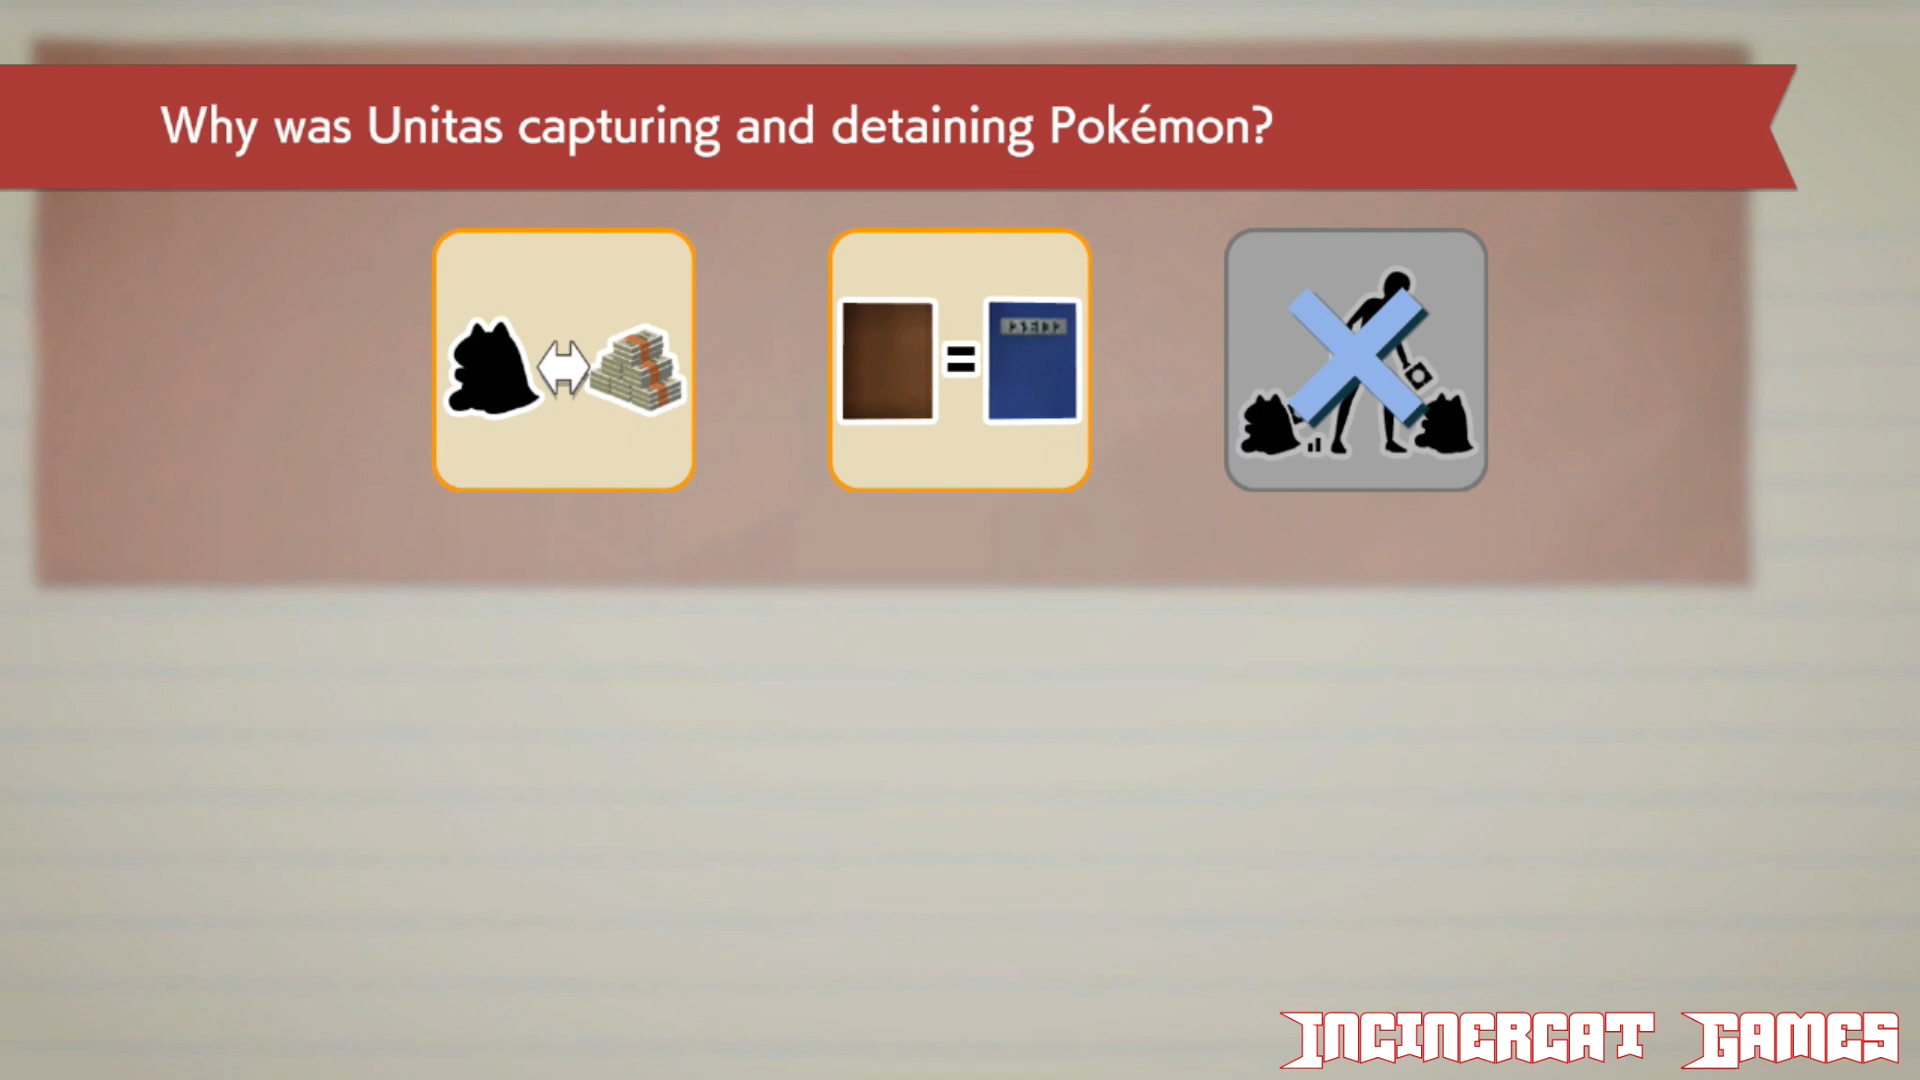 Why was Unitas capturing and detaining Pokémon?
INCINERCAT GAMES